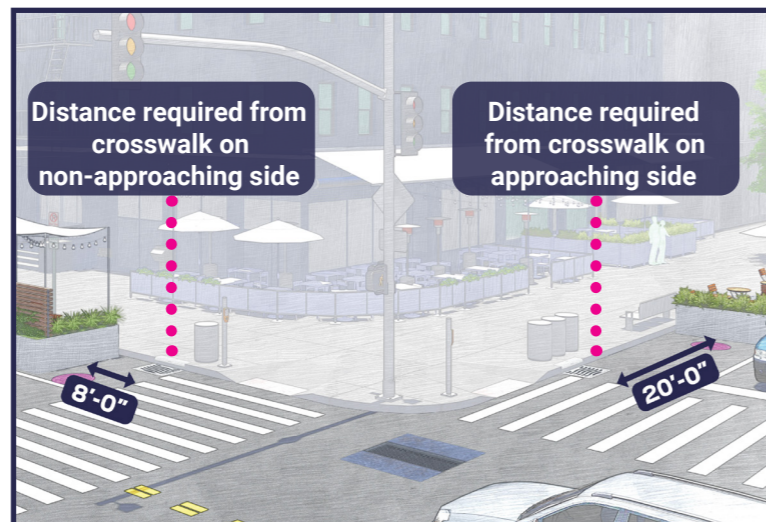 Distance required from
crosswalk on
non-approaching side
Distance required
from crosswalk on
approaching side
8'-0"
20'-0"